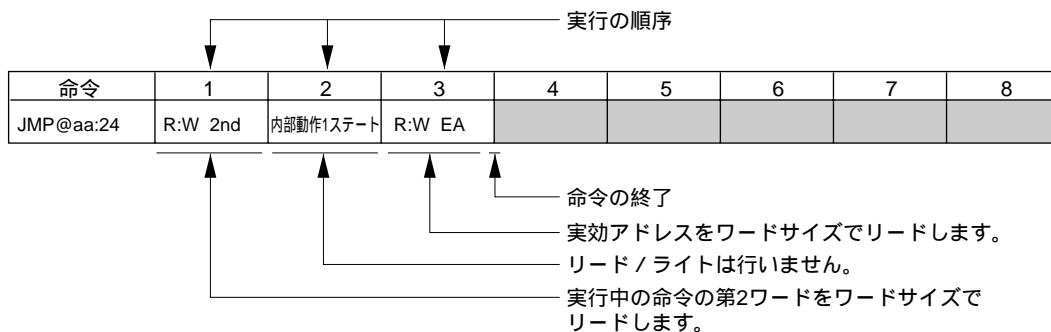 実行の順序
命令 1 2 3 4 5 6 7 8
JMP@aa:24 R:W 2nd 内部動作1ステート R:W EA
命令の終了
実効アドレスをワードサイズでリードします。
リード / ライトは行いません。
実行中の命令の第2ワードをワードサイズで
リードします。